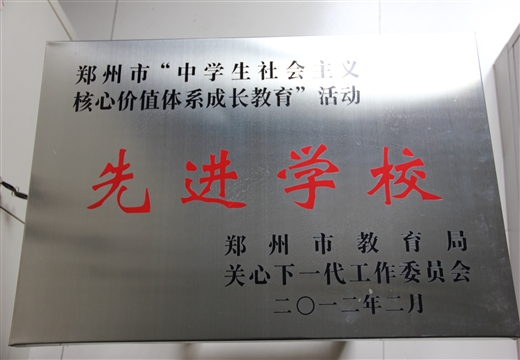 郑州市“中学生社会主义
核心价值体系成长教育”活动
先进学校
郑州市教育局
关心下一代工作委员会
二〇一二年二月